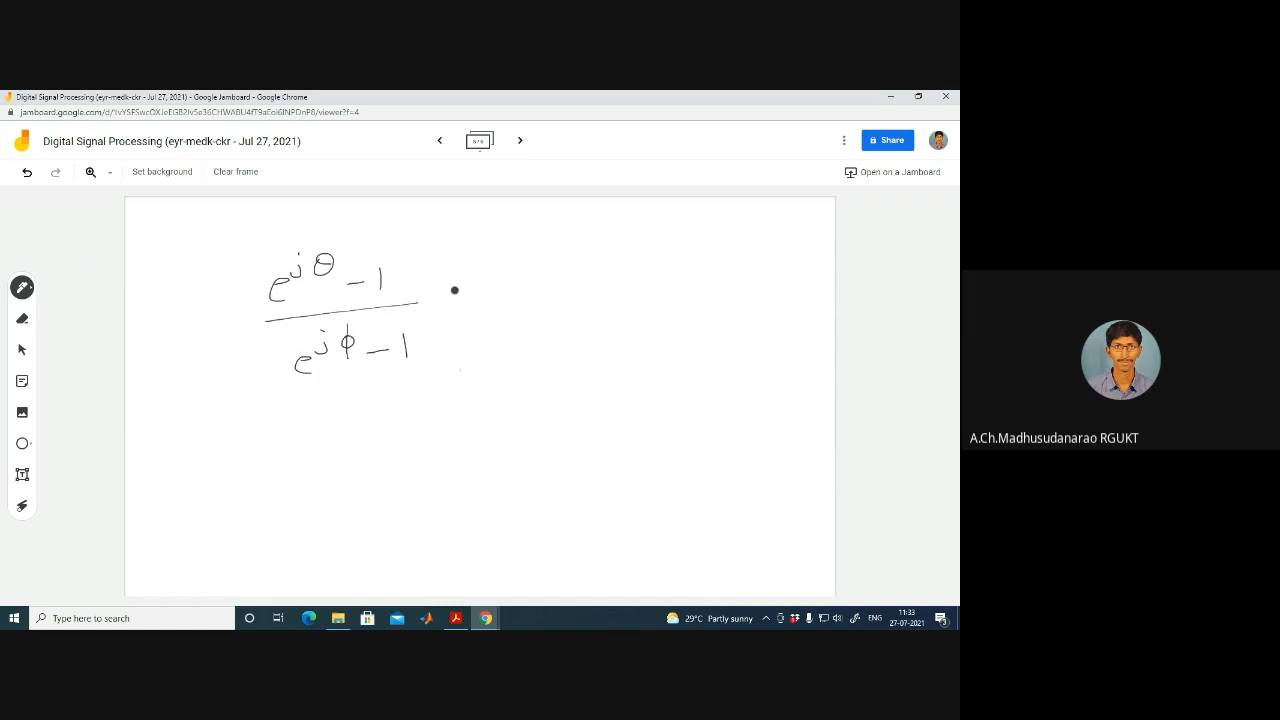 Digital Signal Processing (eyr-medk-ckr - Jul 27, 2021) - Google Jamboard - Google Chrome
Digital Signal Processing (eyr-medk-ckr - Jul 27, 2021)
Share
Set background
Clear frame
Open on a Jamboard
e^{jθ} - 1
e^{jϕ} - 1
A.Ch.Madhusudanarao RGUKT
Type here to search
29°C Partly sunny
ENG
11:33
27-07-2021